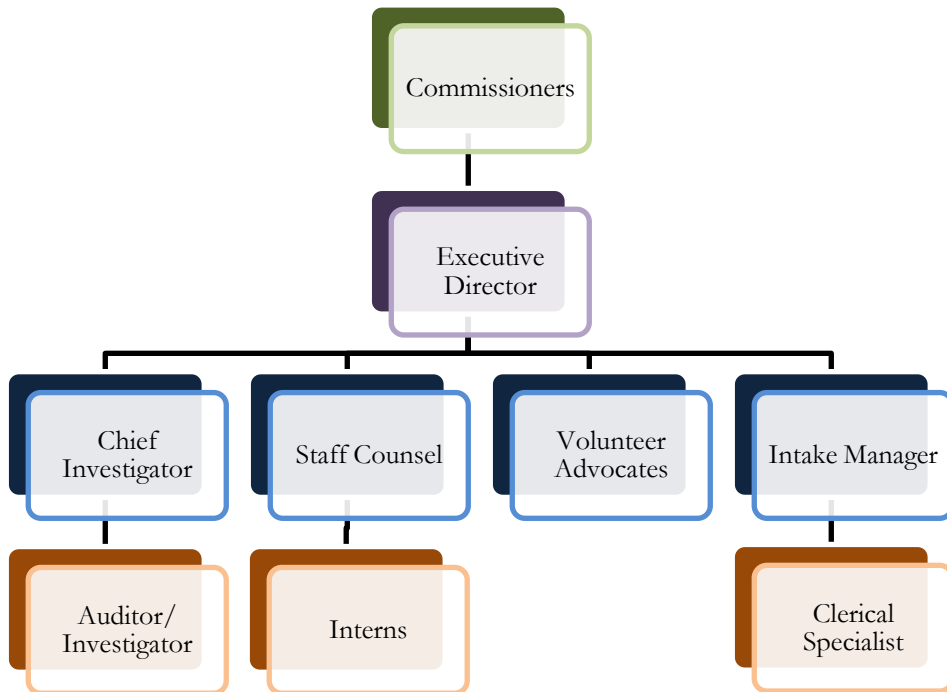 Commissioners
Executive
Director
Chief
Investigator
Staff Counsel
Volunteer
Advocates
Intake Manager
Auditor/
Investigator
Interns
Clerical
Specialist